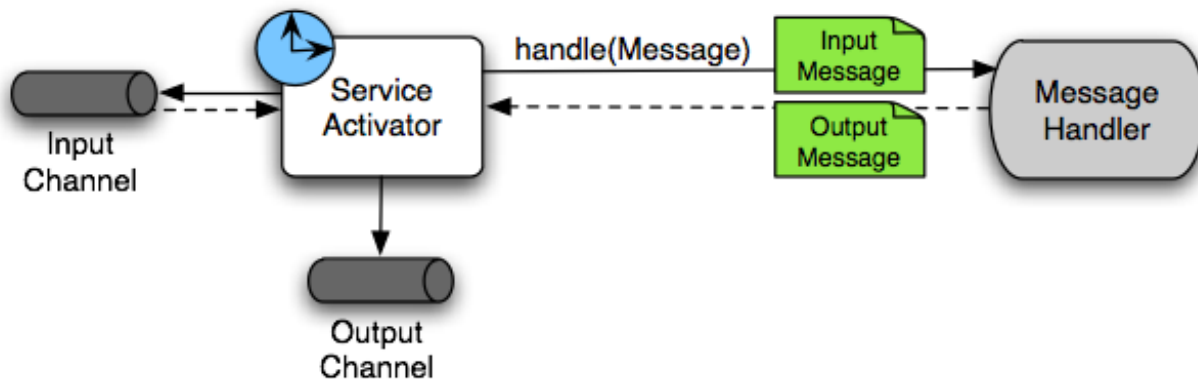 handle(Message)
Input
Message
Service
Activator
Message
Handler
Output
Message
Input
Channel
Output
Channel